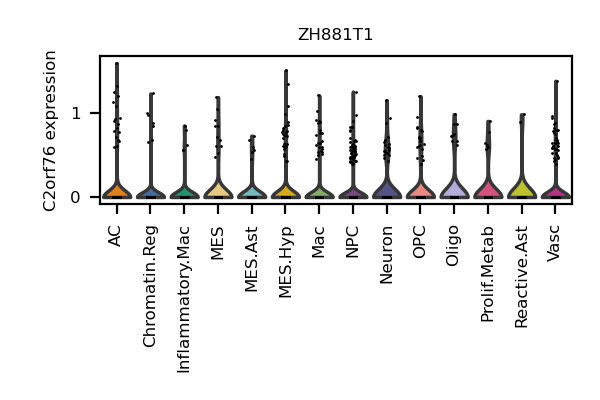 ZH881T1
C2orf76 expression
1
0
AC
Chromatin.Reg
Inflammatory.Mac
MES
MES.Ast
MES.Hyp
Mac
NPC
Neuron
OPC
Oligo
Prolif.Metab
Reactive.Ast
Vasc